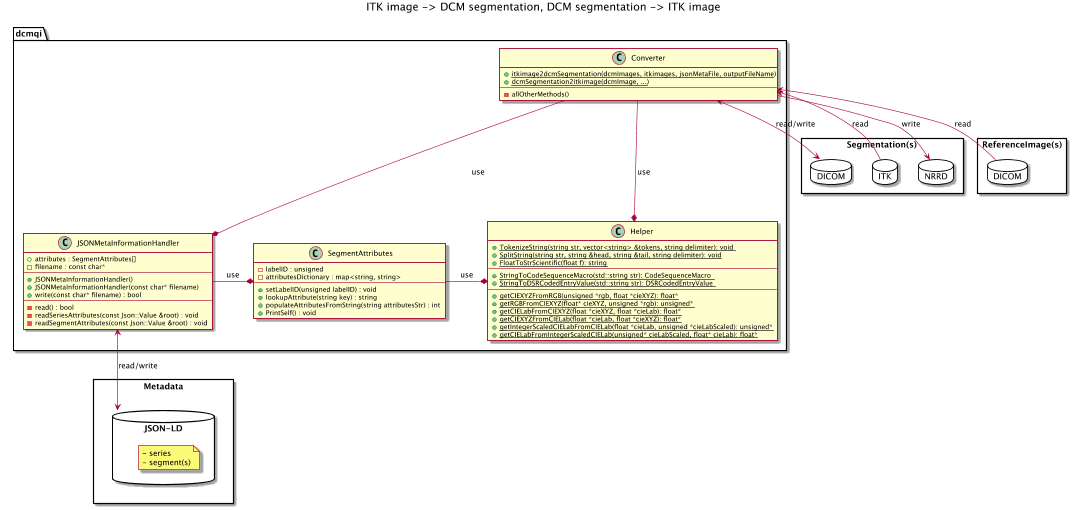 ITK image -> DCM segmentation, DCM segmentation -> ITK image
dcmqi
C Converter
itkimage2dcmSegmentation(dcmImages, itkimages, jsonMetaFile, outputFileName)
dcmSegmentation2itkimage(dcmImage, ...)
allOtherMethods()
read/write
read
write
read
Segmentation(s)
DICOM
ITK
NRRD
ReferenceImage(s)
DICOM
use
use
C JSONMetaInformationHandler
attributes : SegmentAttributes[]
filename : const char*
JSONMetaInformationHandler()
JSONMetaInformationHandler(const char* filename)
write(const char* filename) : bool
read() : bool
readSeriesAttributes(const Json::Value &root) : void
readSegmentAttributes(const Json::Value &root) : void
use
C SegmentAttributes
labelID : unsigned
attributesDictionary : map<string, string>
setLabelID(unsigned labelID) : void
lookupAttribute(string key) : string
populateAttributesFromString(string attributesStr) : int
PrintSelf() : void
use
C Helper
TokenizeString(string str, vector<string> &tokens, string delimiter): void
SplitString(string str, string &head, string &tail, string delimiter): void
FloatToStrScientific(float f): string
StringToCodeSequenceMacro(std::string str): CodeSequenceMacro
StringToDSRCodedEntryValue(std::string str): DSRCodedEntryValue
getCIEXYZFromRGB(unsigned *rgb, float *cieXYZ): float*
getRGBFromCIEXYZ(float* cieXYZ, unsigned *rgb): unsigned*
getCIELabFromCIEXYZ(float *cieXYZ, float *cieLab): float*
getCIEXYZFromCIELab(float *cieLab, float *cieXYZ): float*
getIntegerScaledCIELabFromCIELab(float *cieLab, unsigned *cieLabScaled): unsigned*
getCIELabFromIntegerScaledCIELab(unsigned* cieLabScaled, float* cieLab): float*
read/write
Metadata
JSON-LD
- series
- segment(s)